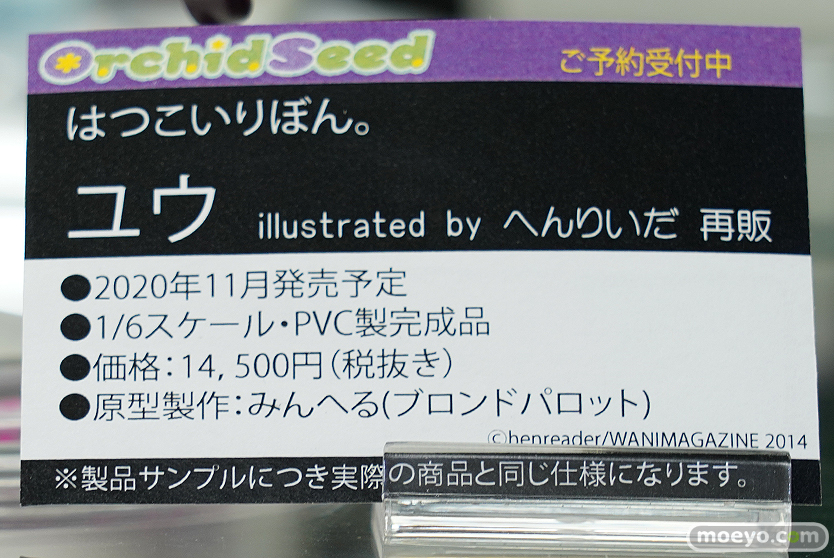 OrchidSeed ご予約受付中
はつこいりぼん。
ユウ illustrated by へんりいだ 再販
●2020年11月発売予定
●1/6スケール・PVC製完成品
●価格：14,500円（税抜き）
●原型製作：みんへる(ブロンドパロット)
©henreader/WANIMAGAZINE 2014
※製品サンプルにつき実際の商品と同じ仕様になります。
moeyo.com